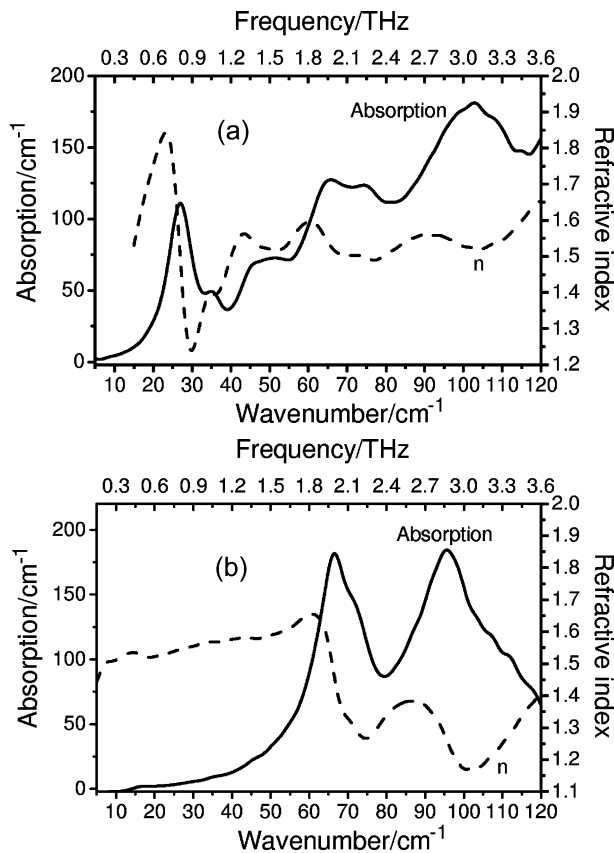 Frequency/THz
0.3 0.6 0.9 1.2 1.5 1.8 2.1 2.4 2.7 3.0 3.3 3.6
200
150
100
50
0
Absorption/cm-1
(a)
Absorption
n
2.0
1.9
1.8
1.7
1.6
1.5
1.4
1.3
1.2
Refractive index
10 20 30 40 50 60 70 80 90 100 110 120
Wavenumber/cm-1
Frequency/THz
0.3 0.6 0.9 1.2 1.5 1.8 2.1 2.4 2.7 3.0 3.3 3.6
200
150
100
50
0
Absorption/cm-1
(b)
Absorption
n
2.0
1.9
1.8
1.7
1.6
1.5
1.4
1.3
1.2
1.1
Refractive index
10 20 30 40 50 60 70 80 90 100 110 120
Wavenumber/cm-1